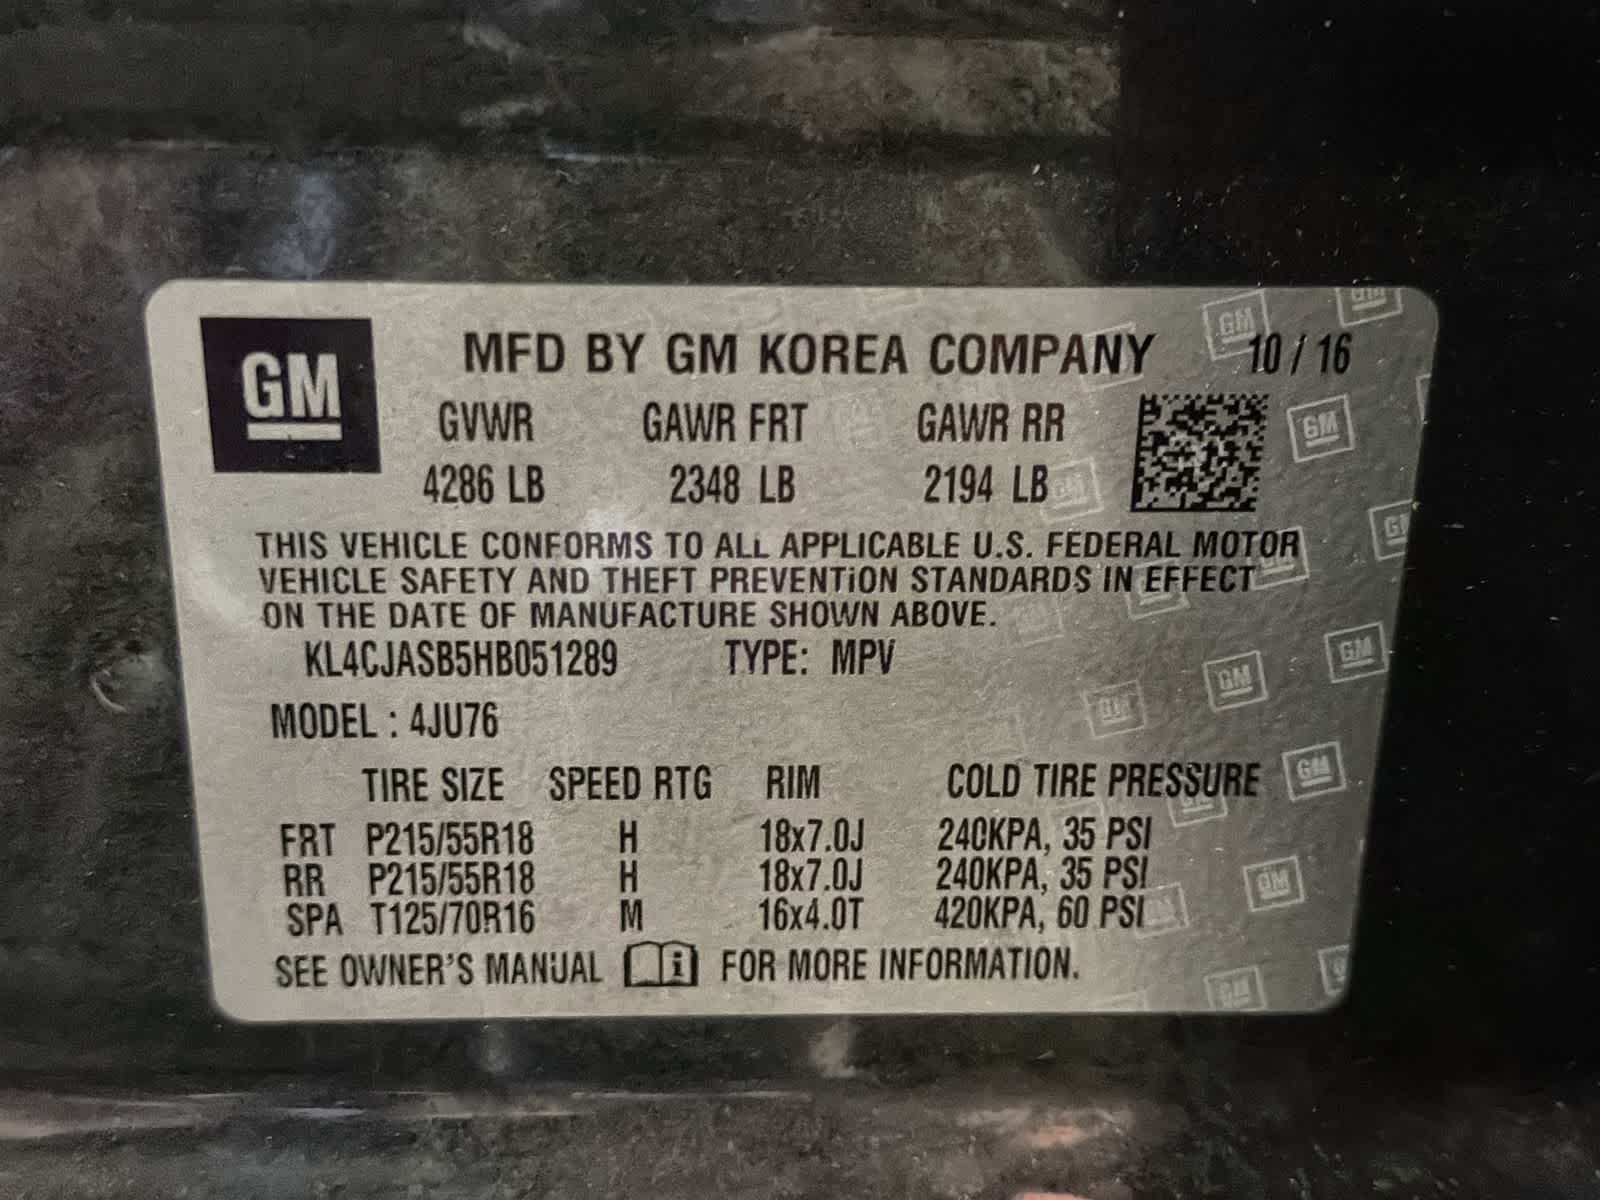 GM
MFD BY GM KOREA COMPANY 10 / 16
GVWR GAWR FRT GAWR RR
4286 LB 2348 LB 2194 LB
THIS VEHICLE CONFORMS TO ALL APPLICABLE U.S. FEDERAL MOTOR
VEHICLE SAFETY AND THEFT PREVENTION STANDARDS IN EFFECT
ON THE DATE OF MANUFACTURE SHOWN ABOVE.
KL4CJASB5HB051289 TYPE: MPV
MODEL : 4JU76
TIRE SIZE SPEED RTG RIM COLD TIRE PRESSURE
FRT P215/55R18 H 18x7.0J 240KPA, 35 PSI
RR P215/55R18 H 18x7.0J 240KPA, 35 PSI
SPA T125/70R16 M 16x4.0T 420KPA, 60 PSI
SEE OWNER'S MANUAL i FOR MORE INFORMATION.